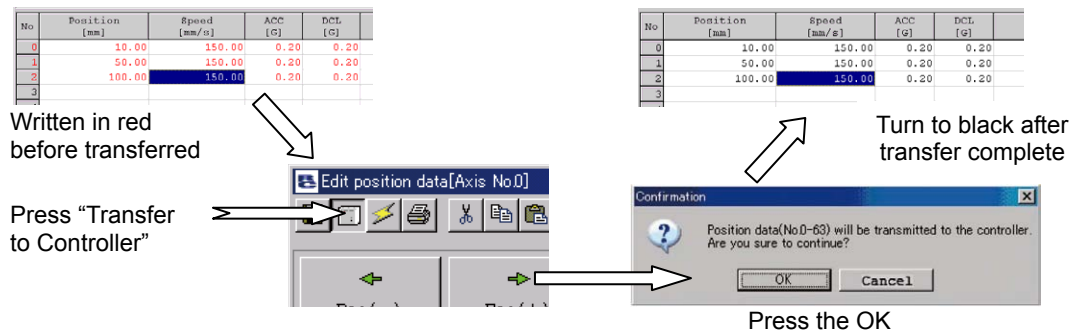 No Position [mm] Speed [mm/s] ACC [G] DCL [G]
0 10.00 150.00 0.20 0.20
1 50.00 150.00 0.20 0.20
2 100.00 150.00 0.20 0.20
3
Written in red
before transferred
Press “Transfer
to Controller”
Edit position data[Axis No.0]
No Position [mm] Speed [mm/s] ACC [G] DCL [G]
0 10.00 150.00 0.20 0.20
1 50.00 150.00 0.20 0.20
2 100.00 150.00 0.20 0.20
3
Turn to black after
transfer complete
Confirmation
Position data(No.0-63) will be transmitted to the controller.
Are you sure to continue?
OK Cancel
Press the OK